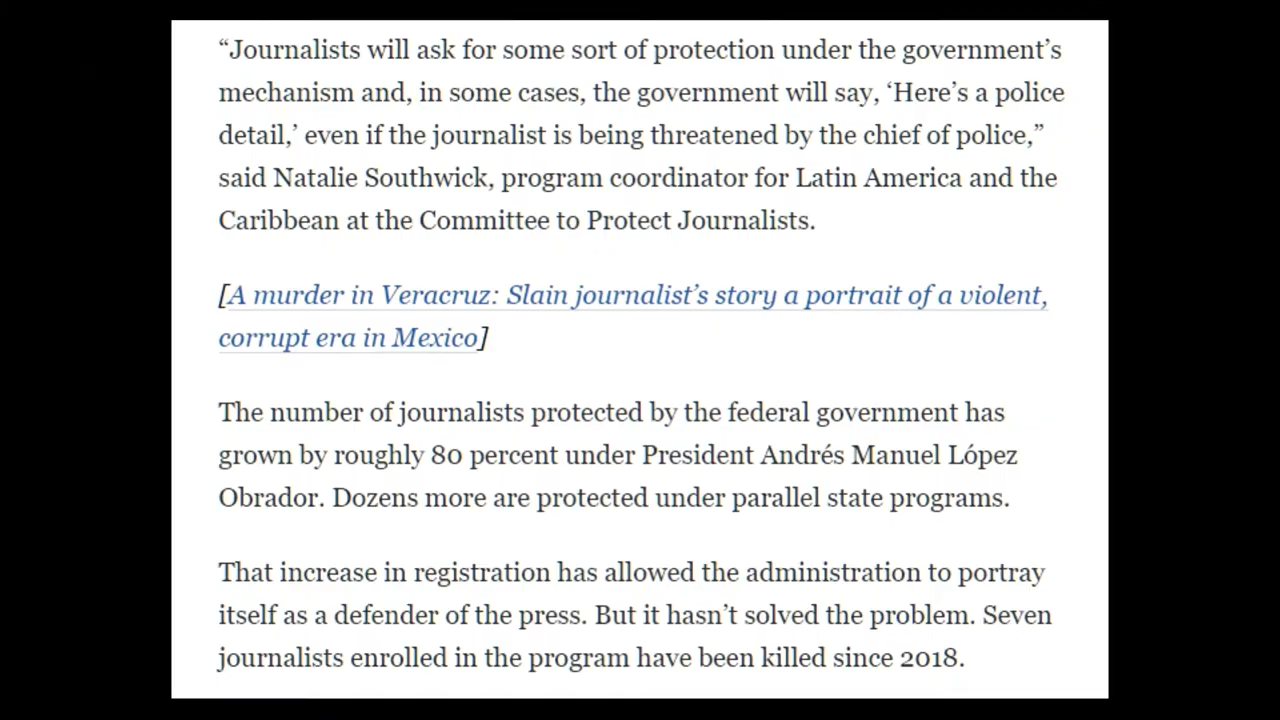 “Journalists will ask for some sort of protection under the government’s
mechanism and, in some cases, the government will say, ‘Here’s a police
detail,’ even if the journalist is being threatened by the chief of police,”
said Natalie Southwick, program coordinator for Latin America and the
Caribbean at the Committee to Protect Journalists.
[A murder in Veracruz: Slain journalist’s story a portrait of a violent,
corrupt era in Mexico]
The number of journalists protected by the federal government has
grown by roughly 80 percent under President Andrés Manuel López
Obrador. Dozens more are protected under parallel state programs.
That increase in registration has allowed the administration to portray
itself as a defender of the press. But it hasn’t solved the problem. Seven
journalists enrolled in the program have been killed since 2018.